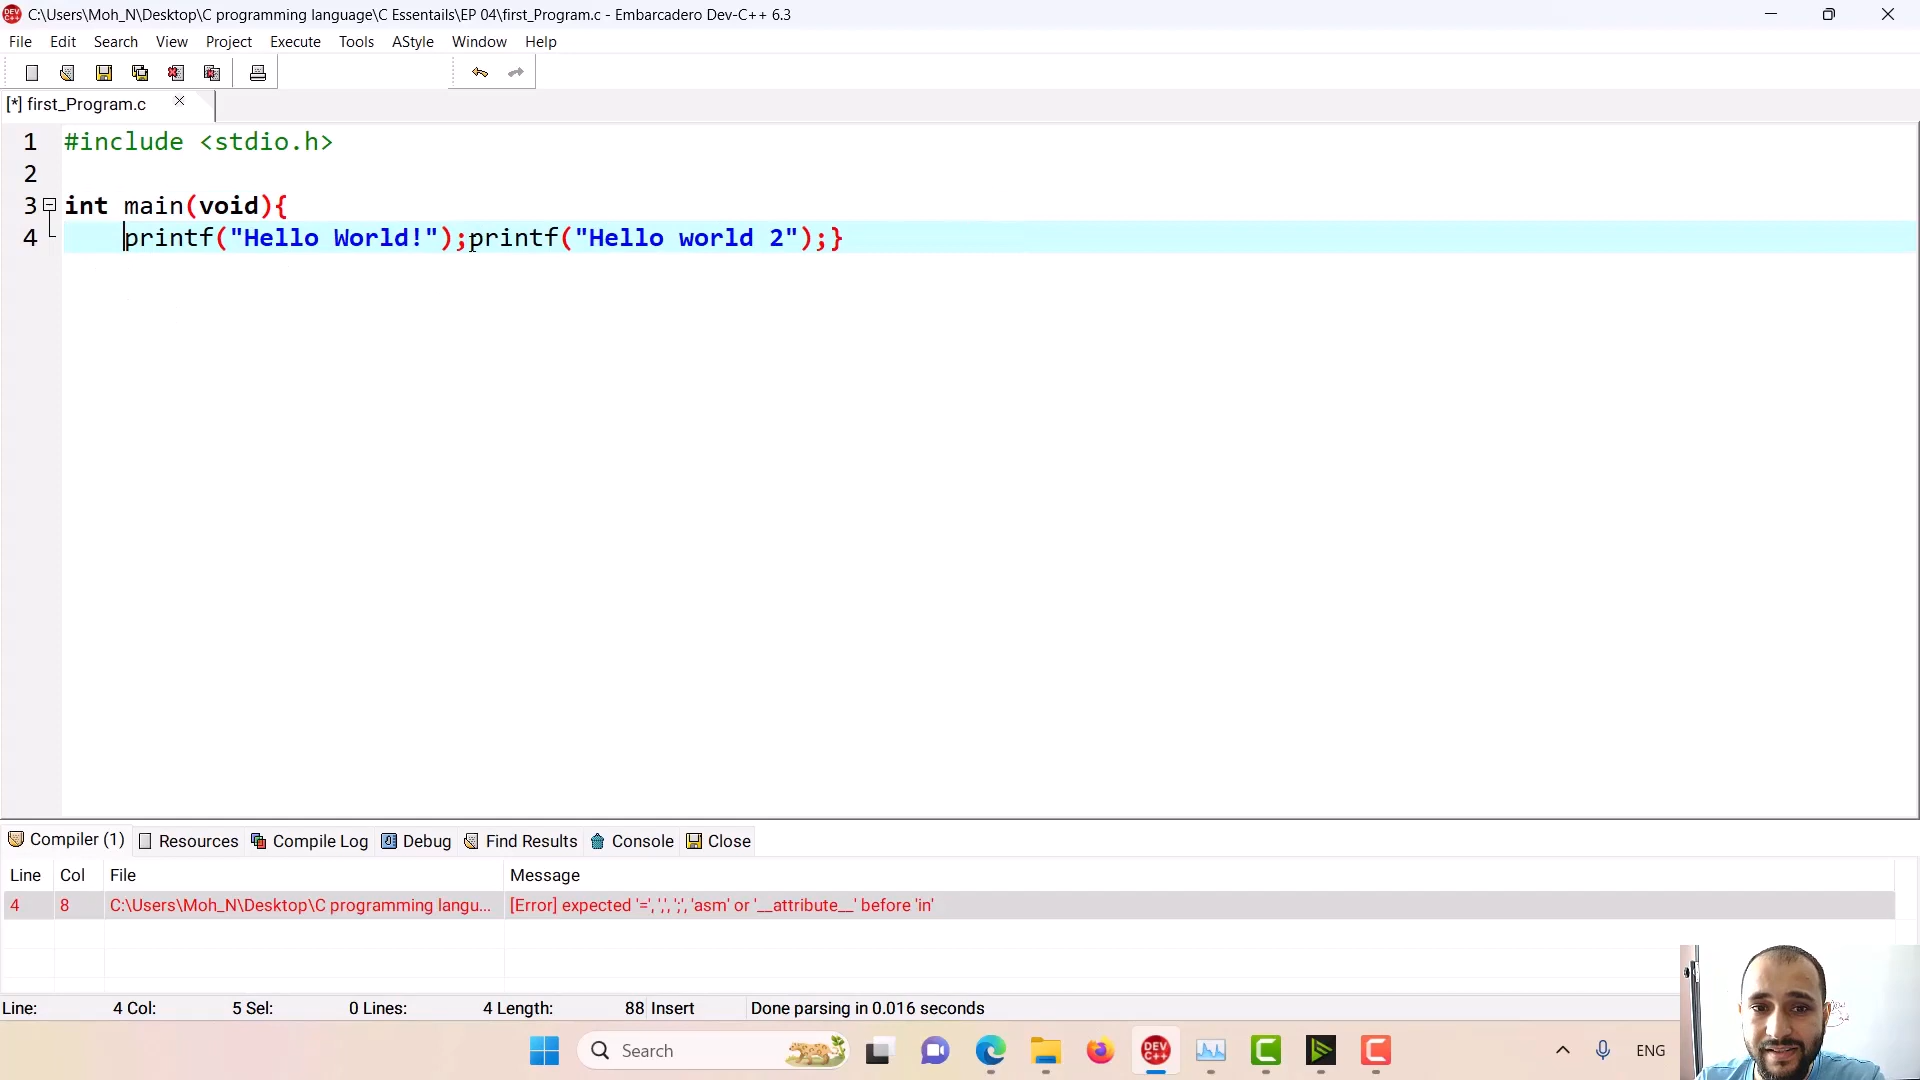 C:\Users\Moh_N\Desktop\C programming language\C Essentails\EP 04\first_Program.c - Embarcadero Dev-C++ 6.3
File Edit Search View Project Execute Tools AStyle Window Help
[*] first_Program.c
1 #include <stdio.h>
2
3 int main(void){
4 printf("Hello World!");printf("Hello world 2");}
Compiler (1) Resources Compile Log Debug Find Results Console Close
Line Col File Message
4 8 C:\Users\Moh_N\Desktop\C programming langu... [Error] expected '=', ',', ';', 'asm' or '__attribute__' before 'in'
Line: 4 Col: 5 Sel: 0 Lines: 4 Length: 88 Insert Done parsing in 0.016 seconds
Search DEV C++ ENG